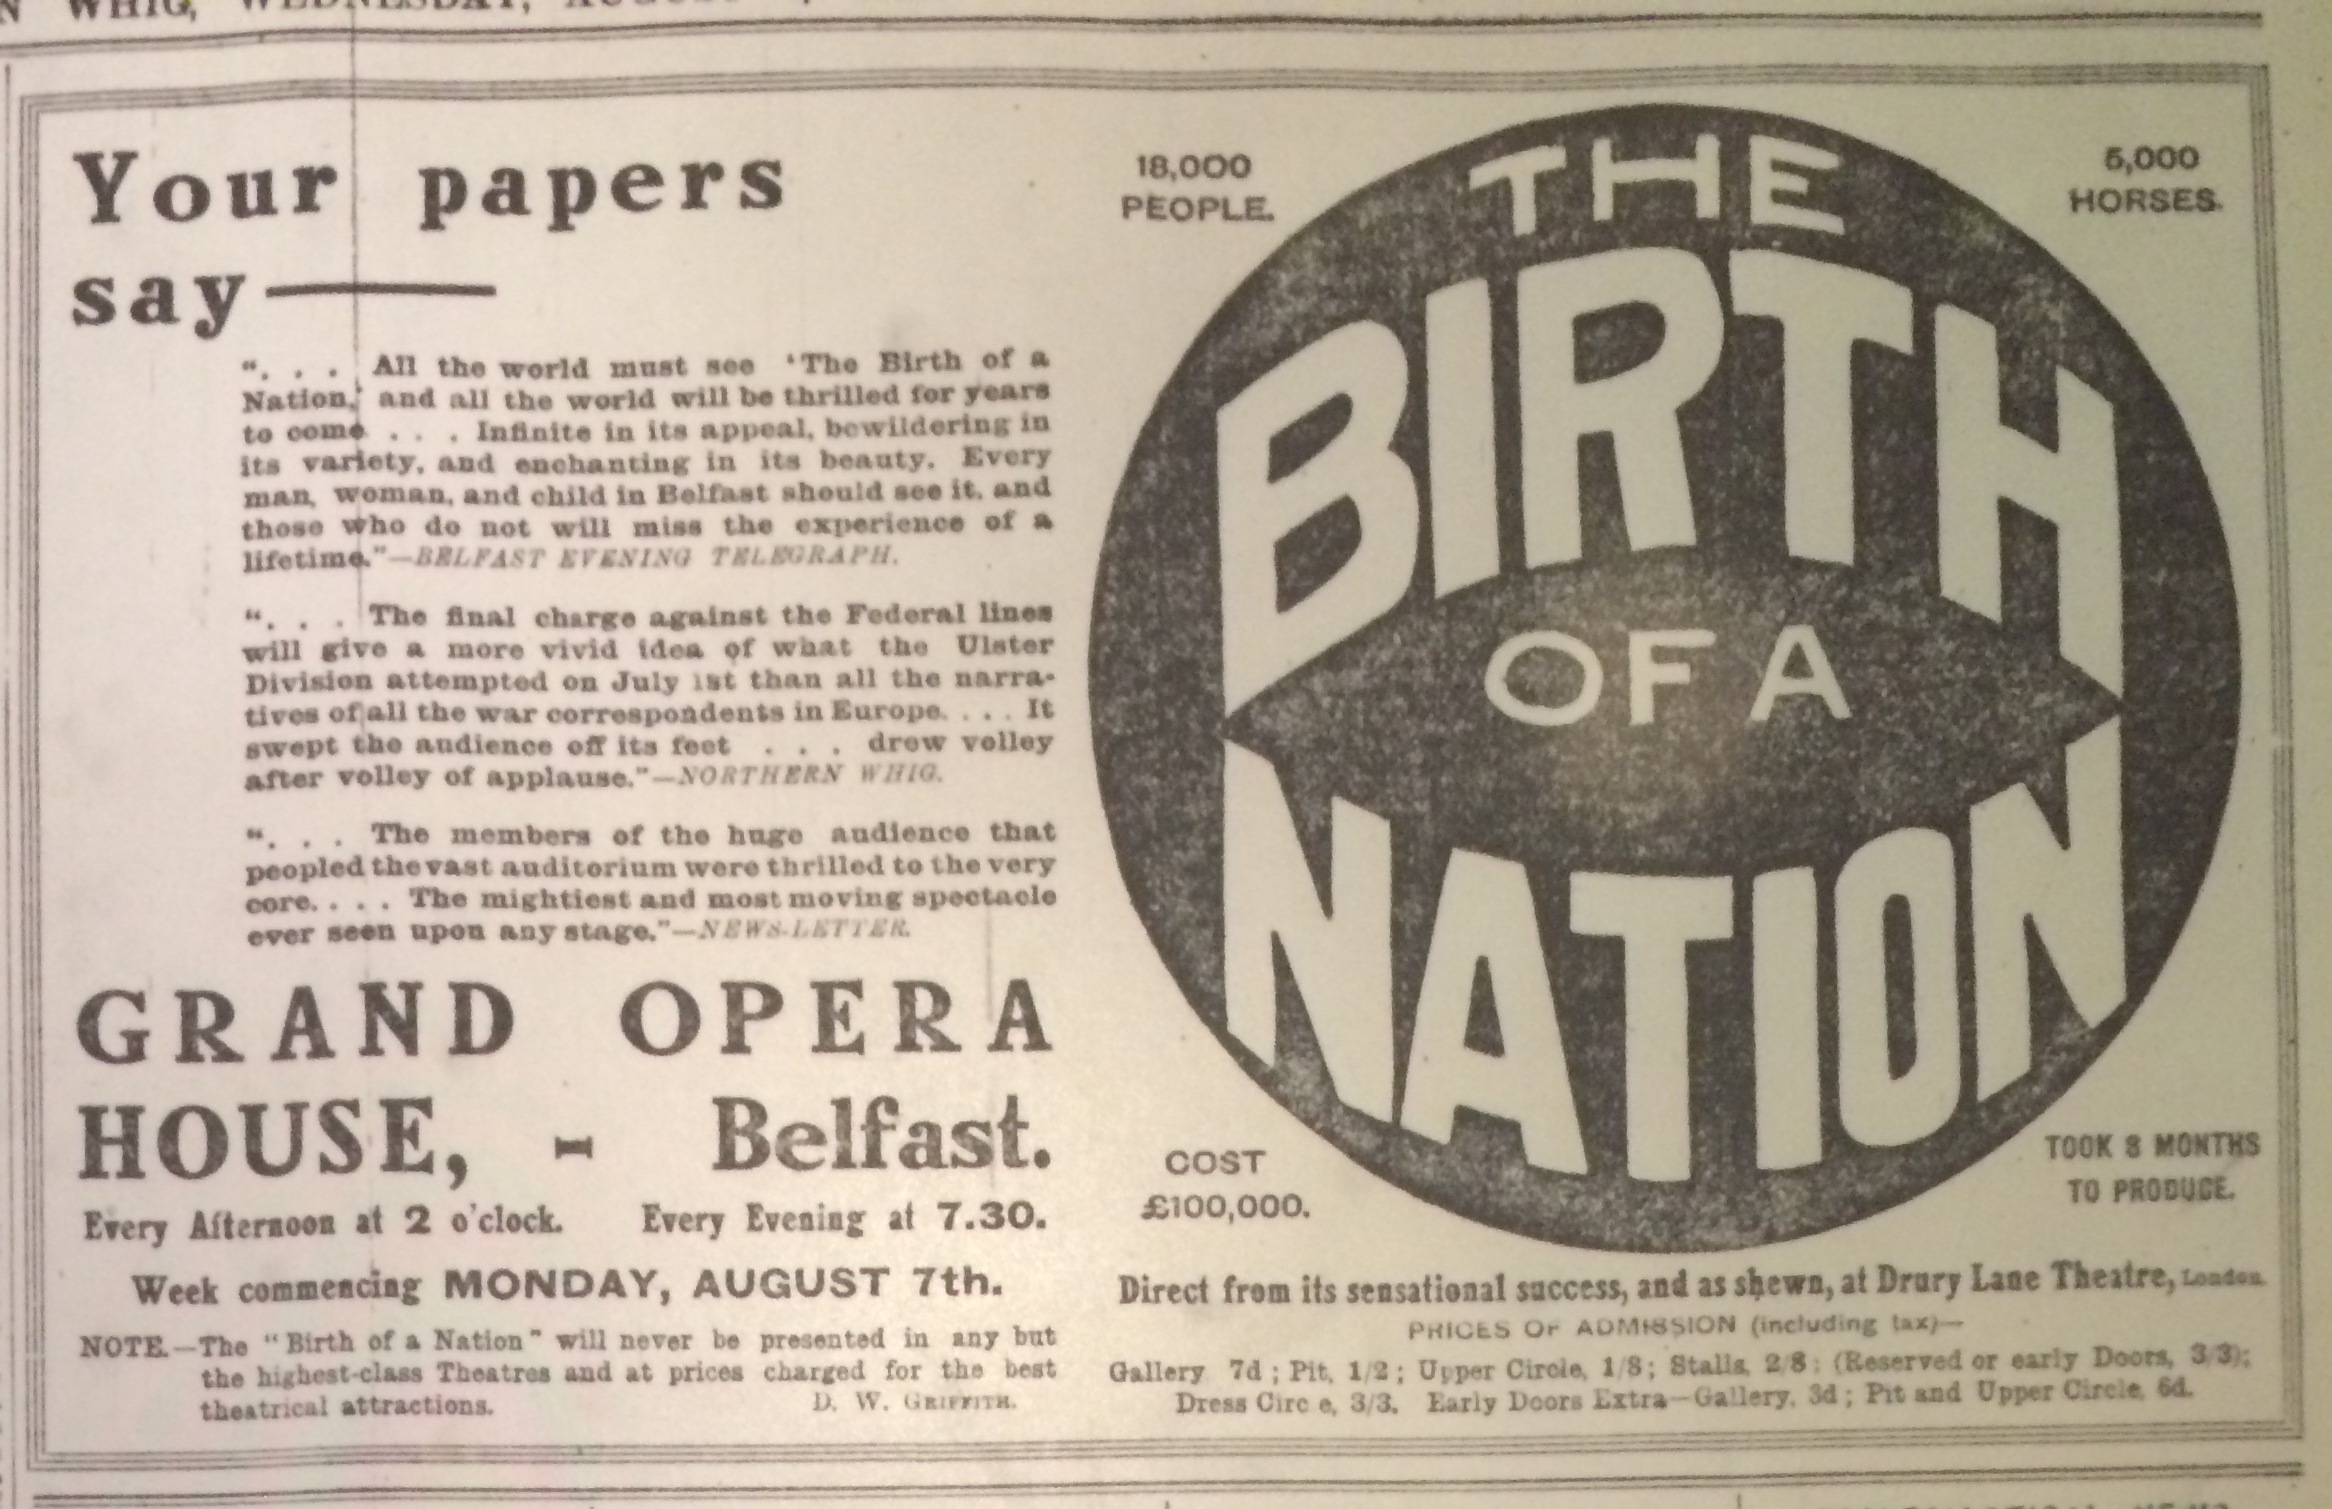 WHIG, WEDNESDAY,
Your papers
say—
". . . All the world must see 'The Birth of a
Nation,' and all the world will be thrilled for years
to come . . . Infinite in its appeal, bewildering in
its variety, and enchanting in its beauty. Every
man, woman, and child in Belfast should see it, and
those who do not will miss the experience of a
lifetime."—BELFAST EVENING TELEGRAPH.
". . . The final charge against the Federal lines
will give a more vivid idea of what the Ulster
Division attempted on July 1st than all the narra-
tives of all the war correspondents in Europe. . . . It
swept the audience off its feet . . . drew volley
after volley of applause."—NORTHERN WHIG.
". . . The members of the huge audience that
peopled the vast auditorium were thrilled to the very
core. . . . The mightiest and most moving spectacle
ever seen upon any stage."—NEWS-LETTER.
GRAND OPERA
HOUSE, - Belfast.
Every Afternoon at 2 o'clock. Every Evening at 7.30.
Week commencing MONDAY, AUGUST 7th.
NOTE.—The "Birth of a Nation" will never be presented in any but
the highest-class Theatres and at prices charged for the best
theatrical attractions. D. W. GRIFFITH.
18,000
PEOPLE.
5,000
HORSES.
THE
BIRTH
OF A
NATION
COST
£100,000.
TOOK 8 MONTHS
TO PRODUCE.
Direct from its sensational success, and as shewn, at Drury Lane Theatre, London.
PRICES OF ADMISSION (including tax)—
Gallery 7d; Pit, 1/2; Upper Circle, 1/8; Stalls, 2/8: (Reserved or early Doors, 3/3);
Dress Circ e, 3/3. Early Doors Extra—Gallery, 3d; Pit and Upper Circle, 6d.